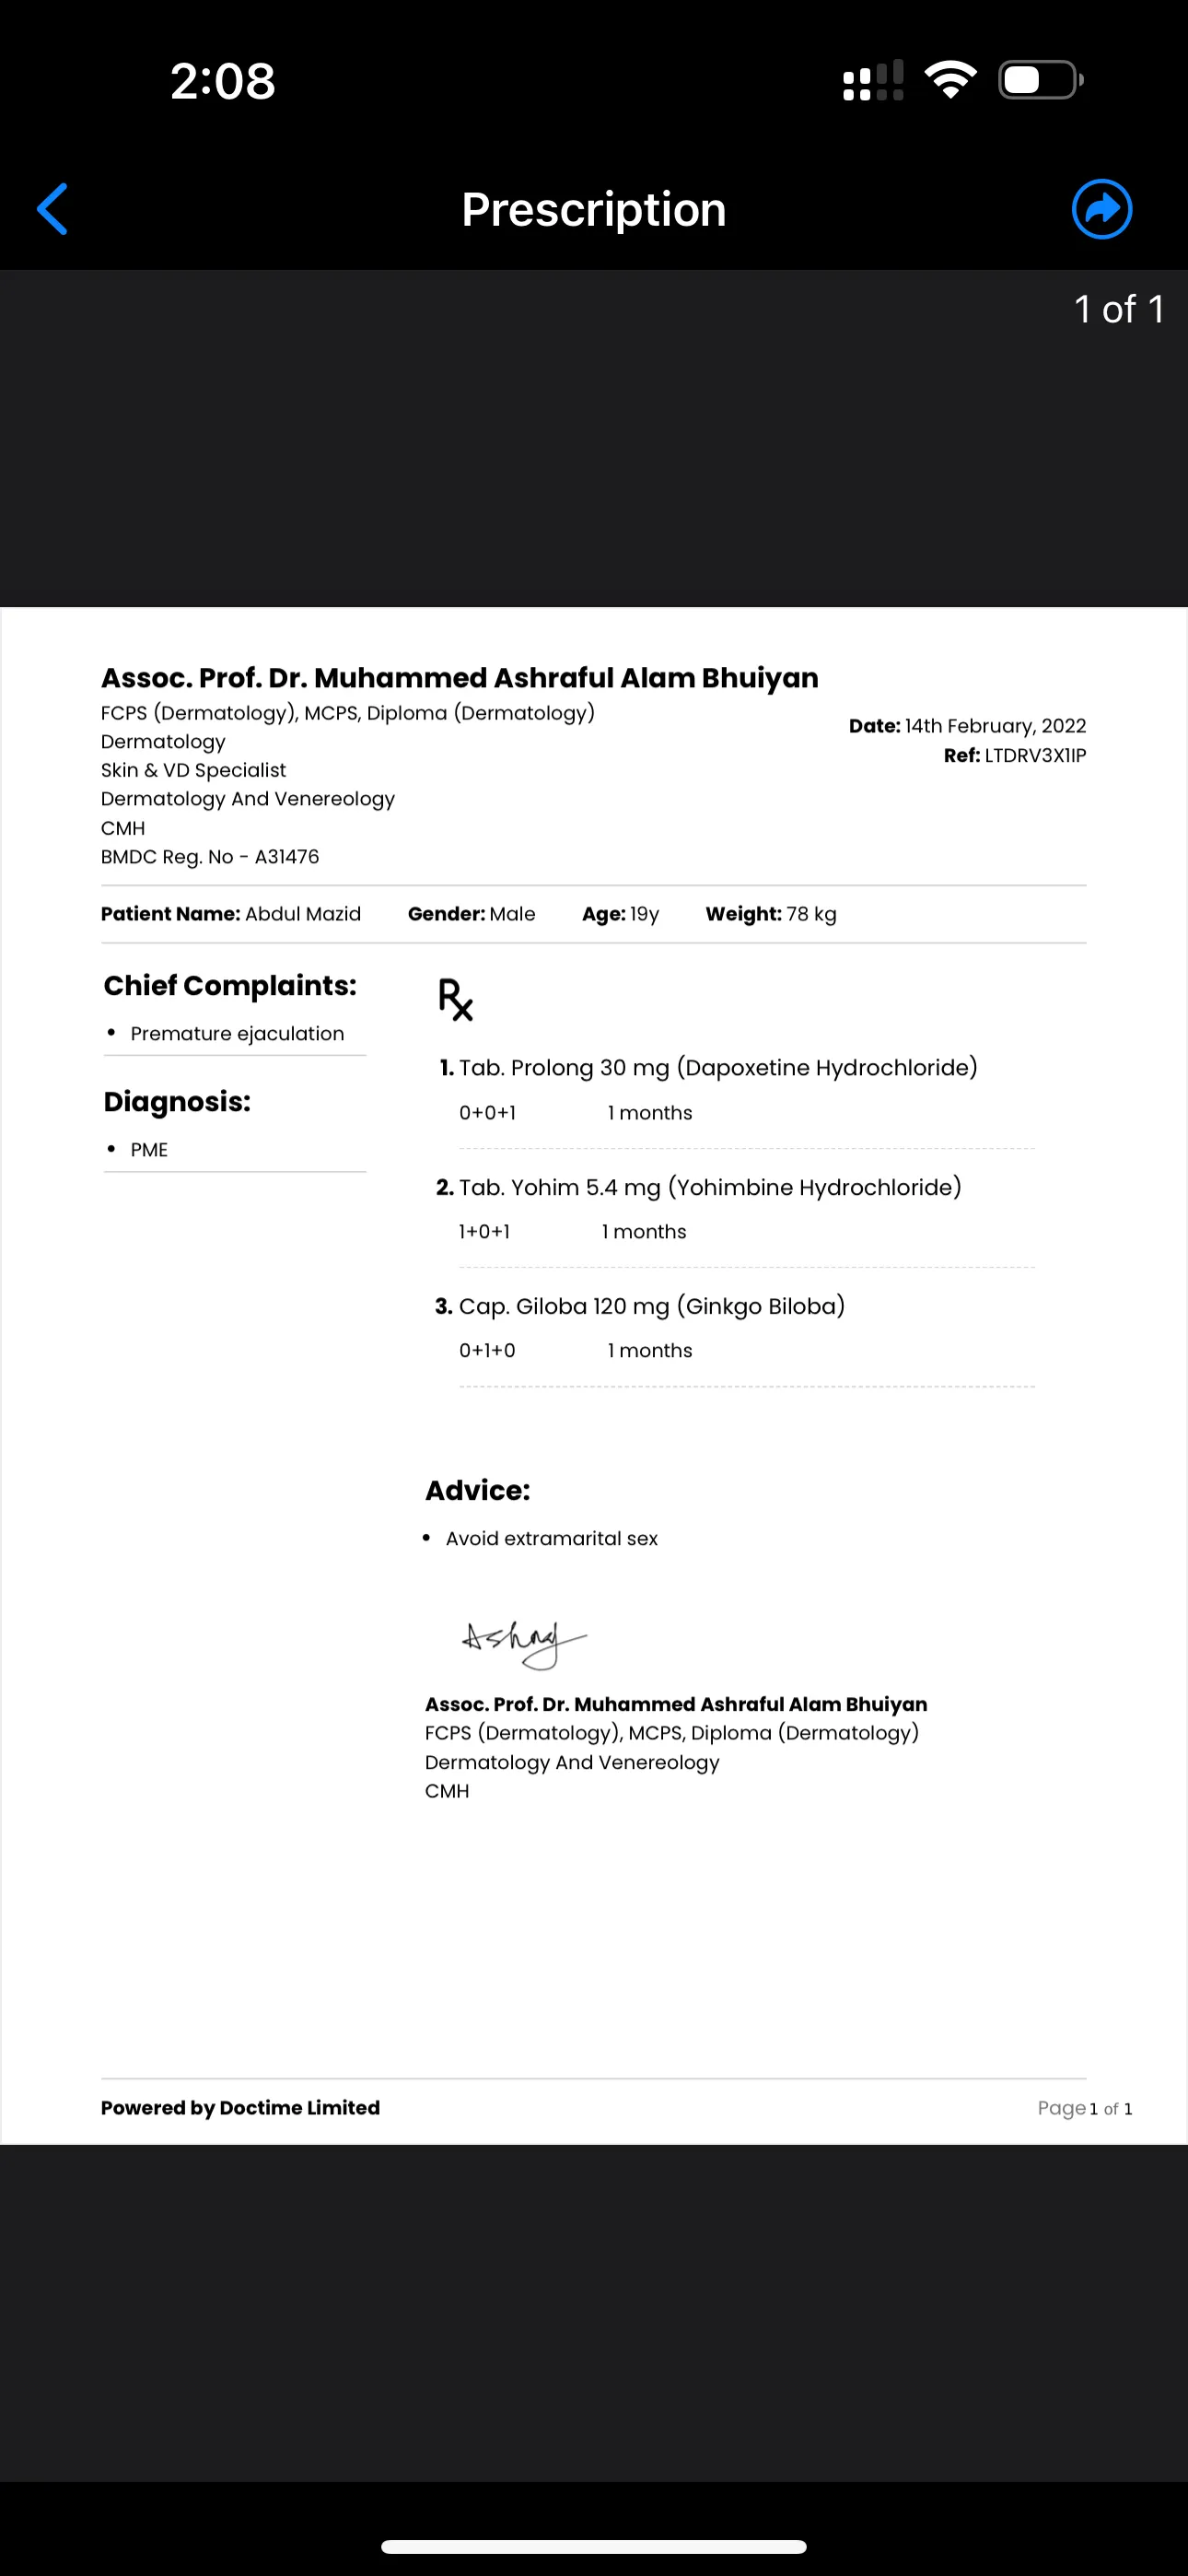 2:08
Prescription
1 of 1
Assoc. Prof. Dr. Muhammed Ashraful Alam Bhuiyan
FCPS (Dermatology), MCPS, Diploma (Dermatology)
Dermatology
Skin & VD Specialist
Dermatology And Venereology
CMH
BMDC Reg. No - A31476
Date: 14th February, 2022
Ref: LTDRV3X1IP
Patient Name: Abdul Mazid Gender: Male Age: 19y Weight: 78 kg
Chief Complaints:
• Premature ejaculation
Diagnosis:
• PME
Rx
1. Tab. Prolong 30 mg (Dapoxetine Hydrochloride)
0+0+1 1 months
2. Tab. Yohim 5.4 mg (Yohimbine Hydrochloride)
1+0+1 1 months
3. Cap. Giloba 120 mg (Ginkgo Biloba)
0+1+0 1 months
Advice:
• Avoid extramarital sex
Ashraf
Assoc. Prof. Dr. Muhammed Ashraful Alam Bhuiyan
FCPS (Dermatology), MCPS, Diploma (Dermatology)
Dermatology And Venereology
CMH
Powered by Doctime Limited
Page 1 of 1